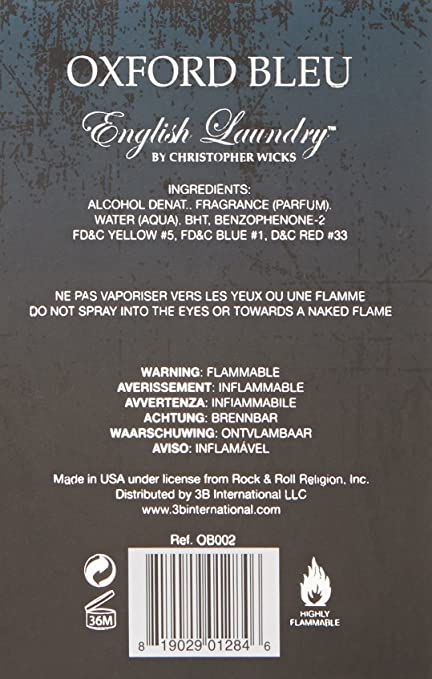 OXFORD BLEU
English Laundry™
BY CHRISTOPHER WICKS
INGREDIENTS:
ALCOHOL DENAT., FRAGRANCE (PARFUM).
WATER (AQUA). BHT, BENZOPHENONE-2
FD&C YELLOW #5, FD&C BLUE #1, D&C RED #33
NE PAS VAPORISER VERS LES YEUX OU UNE FLAMME
DO NOT SPRAY INTO THE EYES OR TOWARDS A NAKED FLAME
WARNING: FLAMMABLE
AVERISSEMENT: INFLAMMABLE
AVVERTENZA: INFIAMMABILE
ACHTUNG: BRENNBAR
WAARSCHUWING: ONTVLAMBAAR
AVISO: INFLAMÁVEL
Made in USA under license from Rock & Roll Religion, Inc.
Distributed by 3B International LLC
www.3binternational.com
Ref. OB002
36M
8 19029 01284 6
HIGHLY
FLAMMABLE